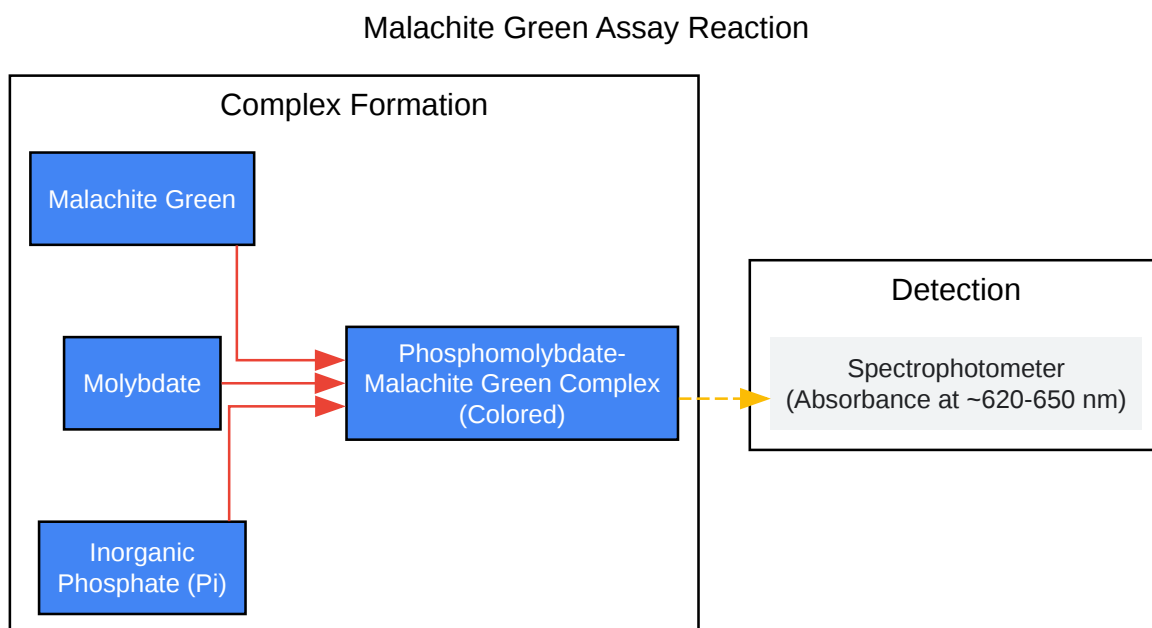 Malachite Green Assay Reaction
Complex Formation
Malachite Green
Molybdate
Inorganic
Phosphate (Pi)
Phosphomolybdate-
Malachite Green Complex
(Colored)
Detection
Spectrophotometer
(Absorbance at ~620-650 nm)